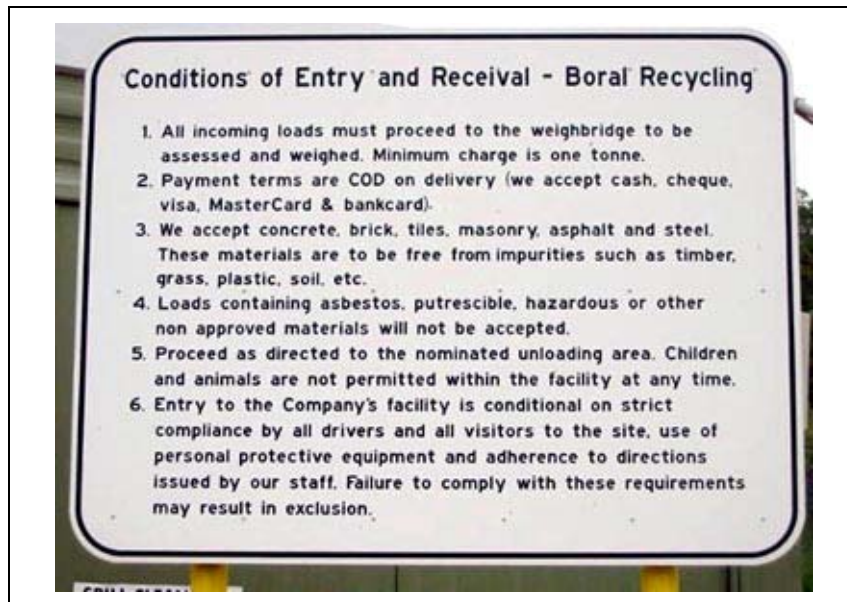 Conditions of Entry and Receival - Boral Recycling
1. All incoming loads must proceed to the weighbridge to be
assessed and weighed. Minimum charge is one tonne.
2. Payment terms are COD on delivery (we accept cash, cheque,
visa, MasterCard & bankcard).
3. We accept concrete, brick, tiles, masonry, asphalt and steel.
These materials are to be free from impurities such as timber,
grass, plastic, soil, etc.
4. Loads containing asbestos, putrescible, hazardous or other
non approved materials will not be accepted.
5. Proceed as directed to the nominated unloading area. Children
and animals are not permitted within the facility at any time.
6. Entry to the Company's facility is conditional on strict
compliance by all drivers and all visitors to the site, use of
personal protective equipment and adherence to directions
issued by our staff. Failure to comply with these requirements
may result in exclusion.